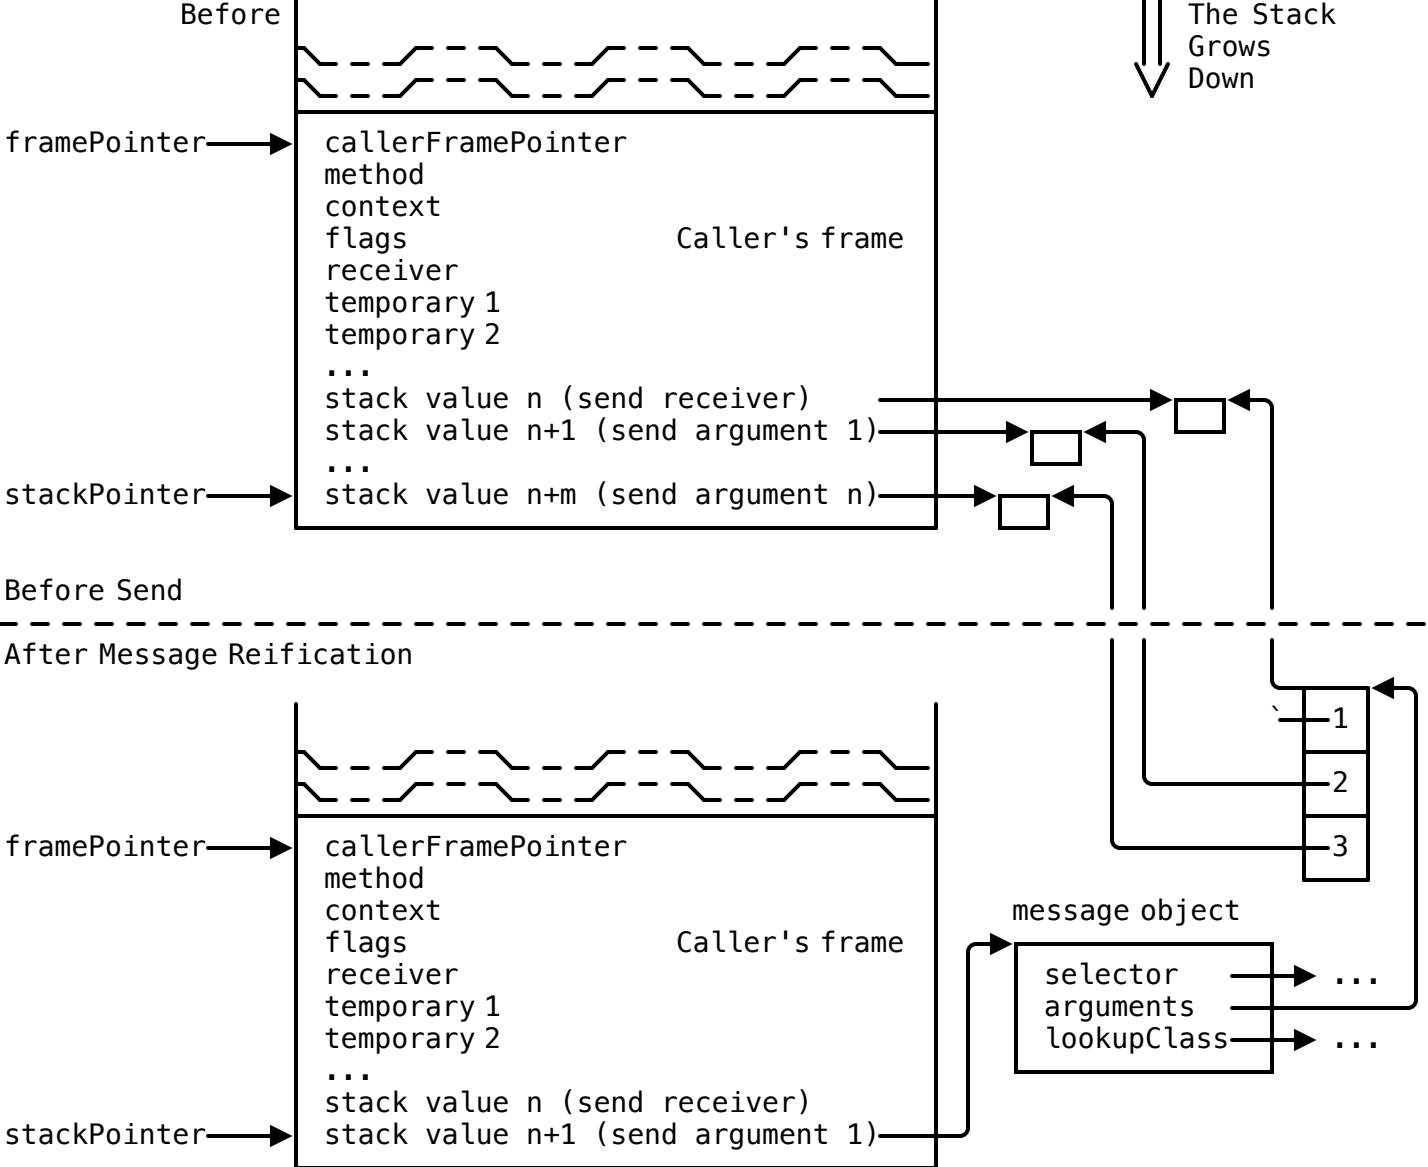 Before
The Stack
Grows
Down
framePointer
callerFramePointer
method
context
flags
Caller's frame
receiver
temporary 1
temporary 2
...
stack value n (send receiver)
stack value n+1 (send argument 1)
...
stackPointer
stack value n+m (send argument n)
Before Send
After Message Reification
` 1
2
3
framePointer
callerFramePointer
method
context
flags
Caller's frame
receiver
temporary 1
temporary 2
...
stack value n (send receiver)
stackPointer
stack value n+1 (send argument 1)
message object
selector ...
arguments
lookupClass ...